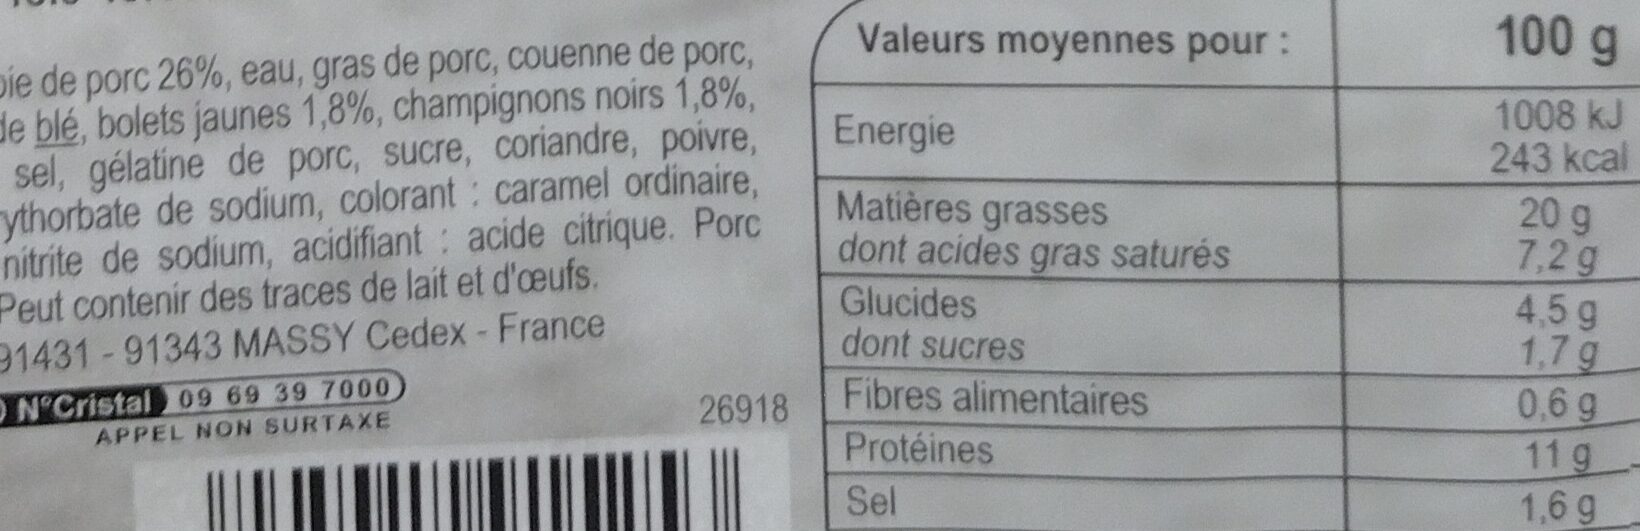 de porc 26%, eau, gras de porc, couenne de porc,
de blé, bolets jaunes 1,8%, champignons noirs 1,8%,
sel, gélatine de porc, sucre, coriandre, poivre,
ythorbate de sodium, colorant : caramel ordinaire,
nitrite de sodium, acidifiant : acide citrique. Porc
Peut contenir des traces de lait et d'œufs.
91431 - 91343 MASSY Cedex - France
N°Cristal 09 69 39 7000
APPEL NON SURTAXE
26918
Valeurs moyennes pour : 100 g
Energie 1008 kJ
243 kcal
Matières grasses 20 g
dont acides gras saturés 7,2 g
Glucides 4,5 g
dont sucres 1,7 g
Fibres alimentaires 0,6 g
Protéines 11 g
Sel 1,6 g